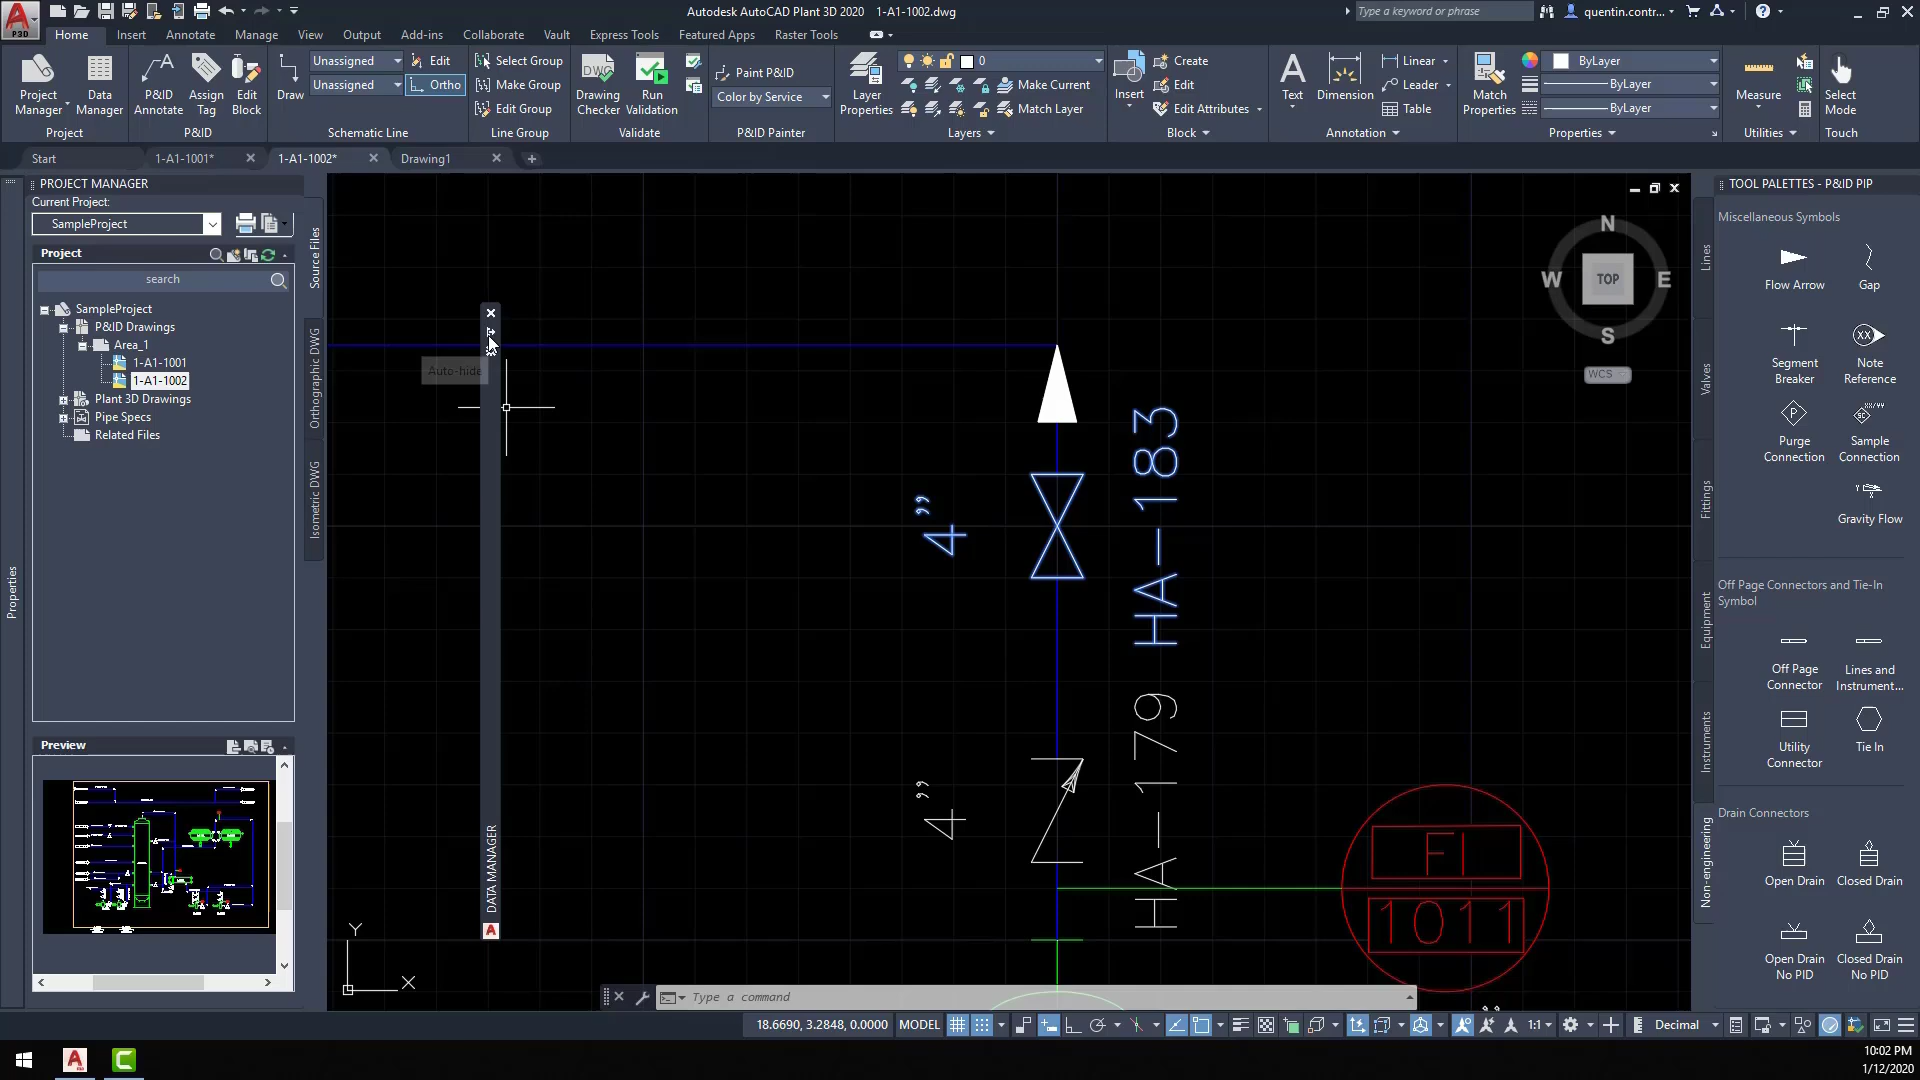 Autodesk AutoCAD Plant 3D 2020 1-A1-1002.dwg
Type a keyword or phrase
quentin.contr...
P3D
Home Insert Annotate Manage View Output Add-ins Collaborate Vault Express Tools Featured Apps Raster Tools
Project Manager
Data Manager
Project
P&ID Annotate
Assign Tag
Edit Block
P&ID
Draw
Unassigned
Unassigned
Edit
Ortho
Schematic Line
Select Group
Make Group
Edit Group
Line Group
DWG
Drawing Checker
Run Validation
Validate
Paint P&ID
Color by Service
P&ID Painter
Layer Properties
0
Make Current
Match Layer
Layers
Insert
Create
Edit
Edit Attributes
Block
Text
Dimension
Linear
Leader
Table
Annotation
Match Properties
ByLayer
ByLayer
ByLayer
Properties
Measure
Utilities
Select Mode
Touch
Start 1-A1-1001* 1-A1-1002* Drawing1
PROJECT MANAGER
Current Project:
SampleProject
Project
search
SampleProject
P&ID Drawings
Area_1
1-A1-1001
1-A1-1002
Plant 3D Drawings
Pipe Specs
Related Files
Source Files
Orthographic DWG
Isometric DWG
Properties
Preview
Auto-hide
DATA MANAGER
4”
HA-183
4”
HA-179
FI
1011
N
W TOP E
S
WCS
Y
X
Type a command
TOOL PALETTES - P&ID PIP
Lines
Valves
Fittings
Equipment
Instruments
Non-engineering
Miscellaneous Symbols
Flow Arrow
Gap
Segment Breaker
Note Reference
Purge Connection
Sample Connection
Gravity Flow
Off Page Connectors and Tie-In Symbol
Off Page Connector
Lines and Instrument...
Utility Connector
Tie In
Drain Connectors
Open Drain
Closed Drain
Open Drain No PID
Closed Drain No PID
18.6690, 3.2848, 0.0000 MODEL
1:1
Decimal
10:02 PM
1/12/2020